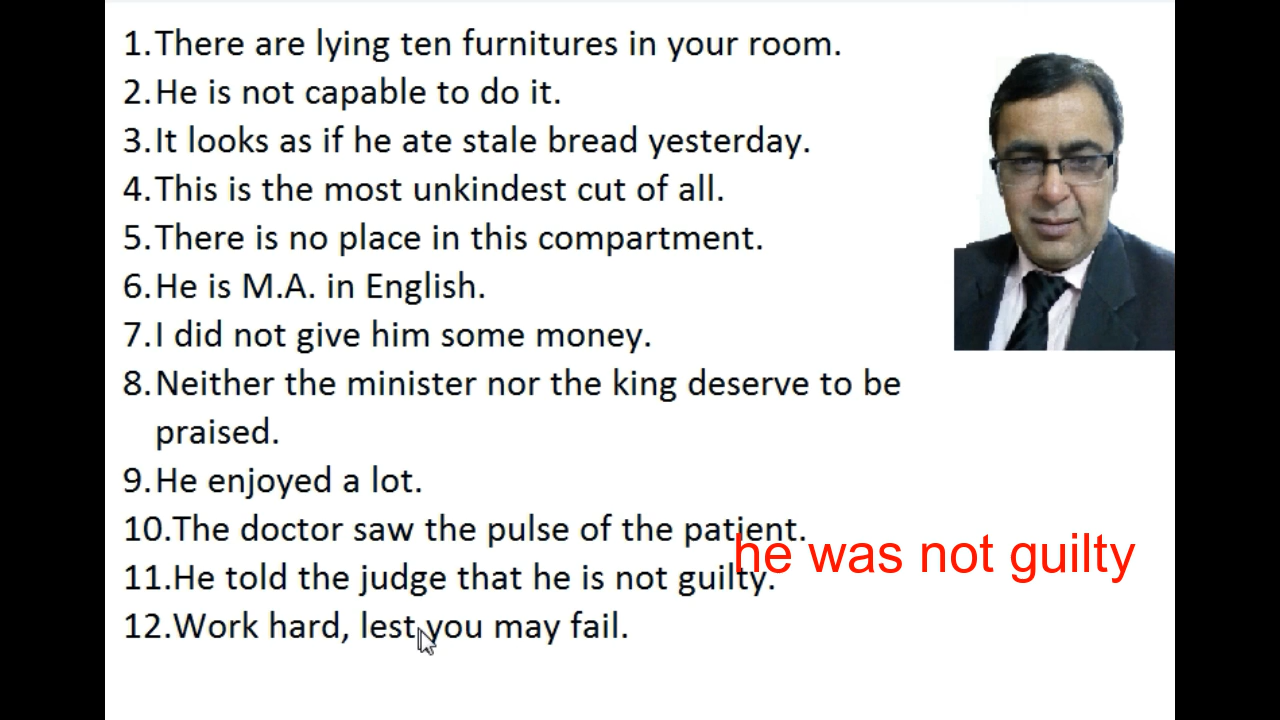 1.There are lying ten furnitures in your room.
2.He is not capable to do it.
3.It looks as if he ate stale bread yesterday.
4.This is the most unkindest cut of all.
5.There is no place in this compartment.
6.He is M.A. in English.
7.I did not give him some money.
8.Neither the minister nor the king deserve to be
praised.
9.He enjoyed a lot.
10.The doctor saw the pulse of the patient.
he was not guilty
11.He told the judge that he is not guilty.
12.Work hard, lest you may fail.